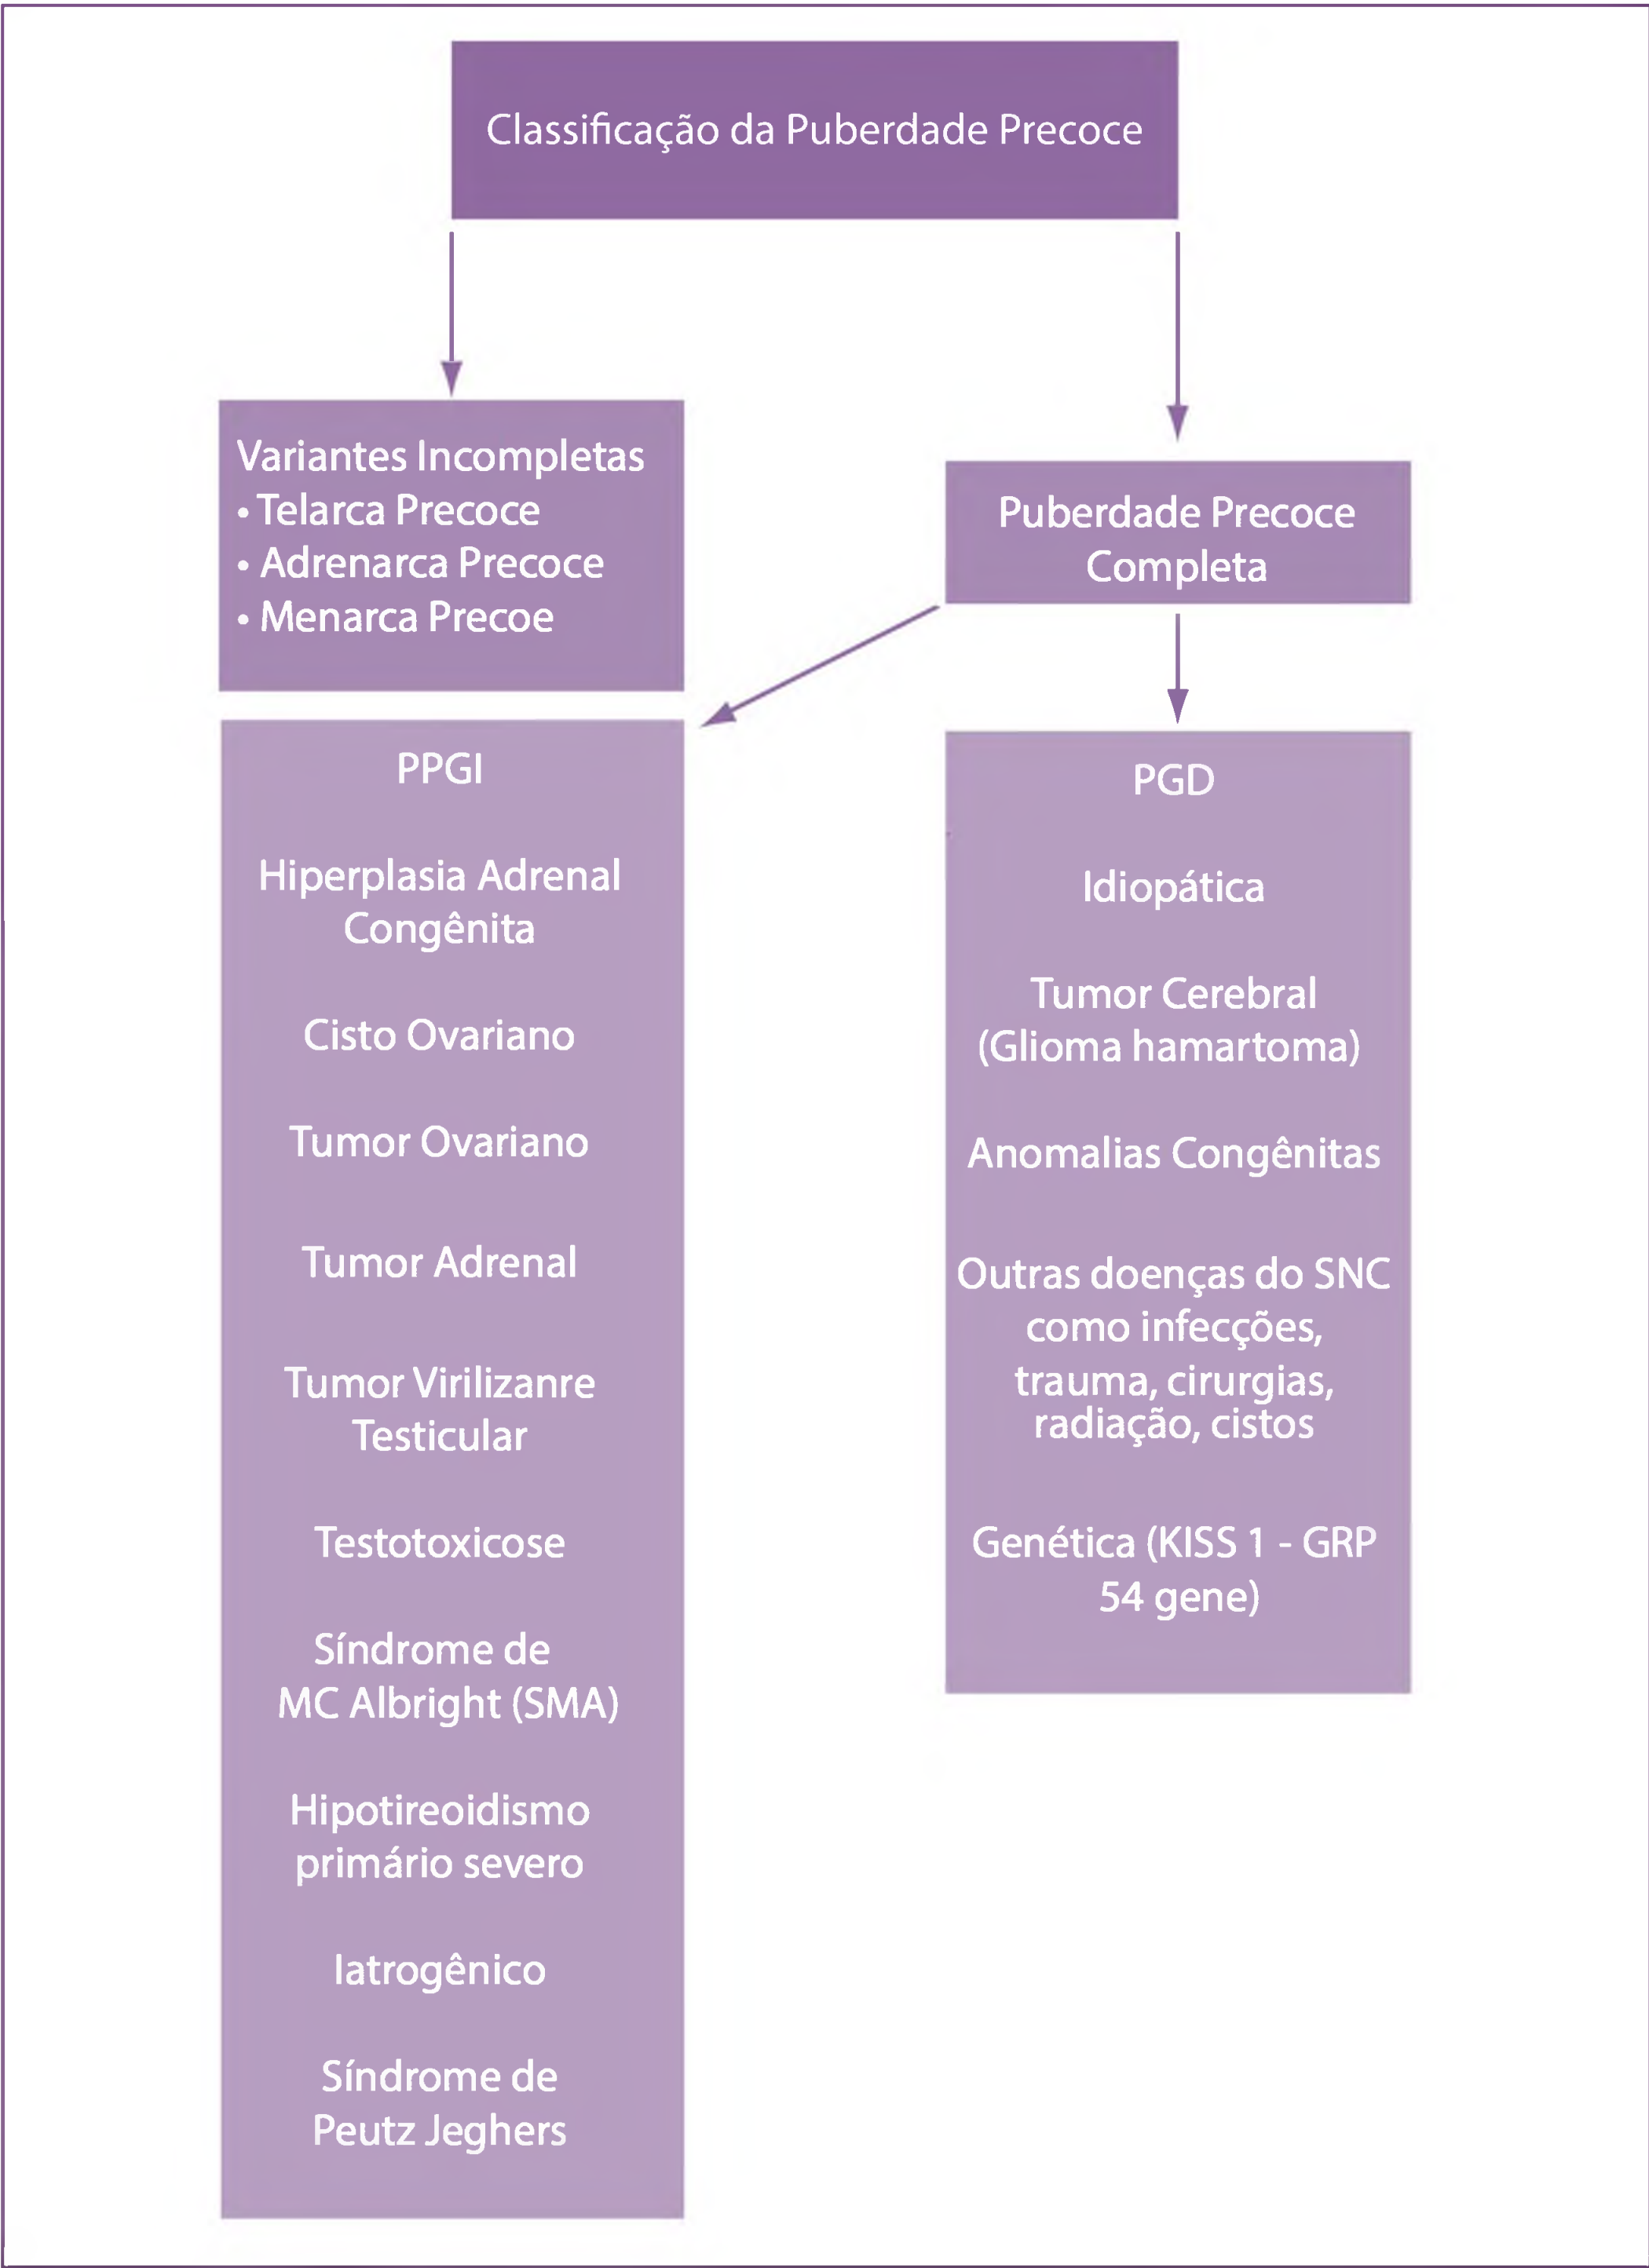 Classificação da Puberdade Precoce
Variantes Incompletas
• Telarca Precoce
• Adrenarca Precoce
• Menarca Precoe
Puberdade Precoce
Completa
PPGI
Hiperplasia Adrenal
Congênita
Cisto Ovariano
Tumor Ovariano
Tumor Adrenal
Tumor Virilizanre
Testicular
Testotoxicose
Síndrome de
MC Albright (SMA)
Hipotireoidismo
primário severo
Iatrogênico
Síndrome de
Peutz Jeghers
PGD
Idiopática
Tumor Cerebral
(Glioma hamartoma)
Anomalias Congênitas
Outras doenças do SNC
como infecções,
trauma, cirurgias,
radiação, cistos
Genética (KISS 1 - GRP
54 gene)